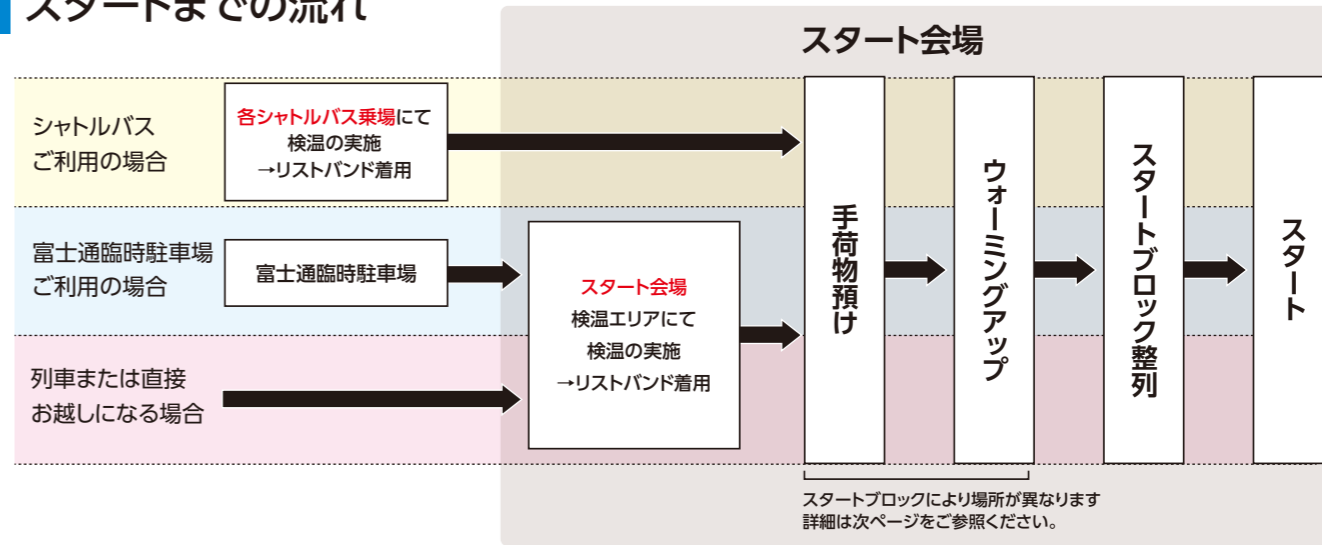 スタートまでの流れ
スタート会場
シャトルバス
ご利用の場合
各シャトルバス乗場にて
検温の実施
→リストバンド着用
富士通臨時駐車場
ご利用の場合
富士通臨時駐車場
列車または直接
お越しになる場合
スタート会場
検温エリアにて
検温の実施
→リストバンド着用
手荷物預け
ウォーミングアップ
スタートブロック整列
スタート
スタートブロックにより場所が異なります
詳細は次ページをご参照ください。